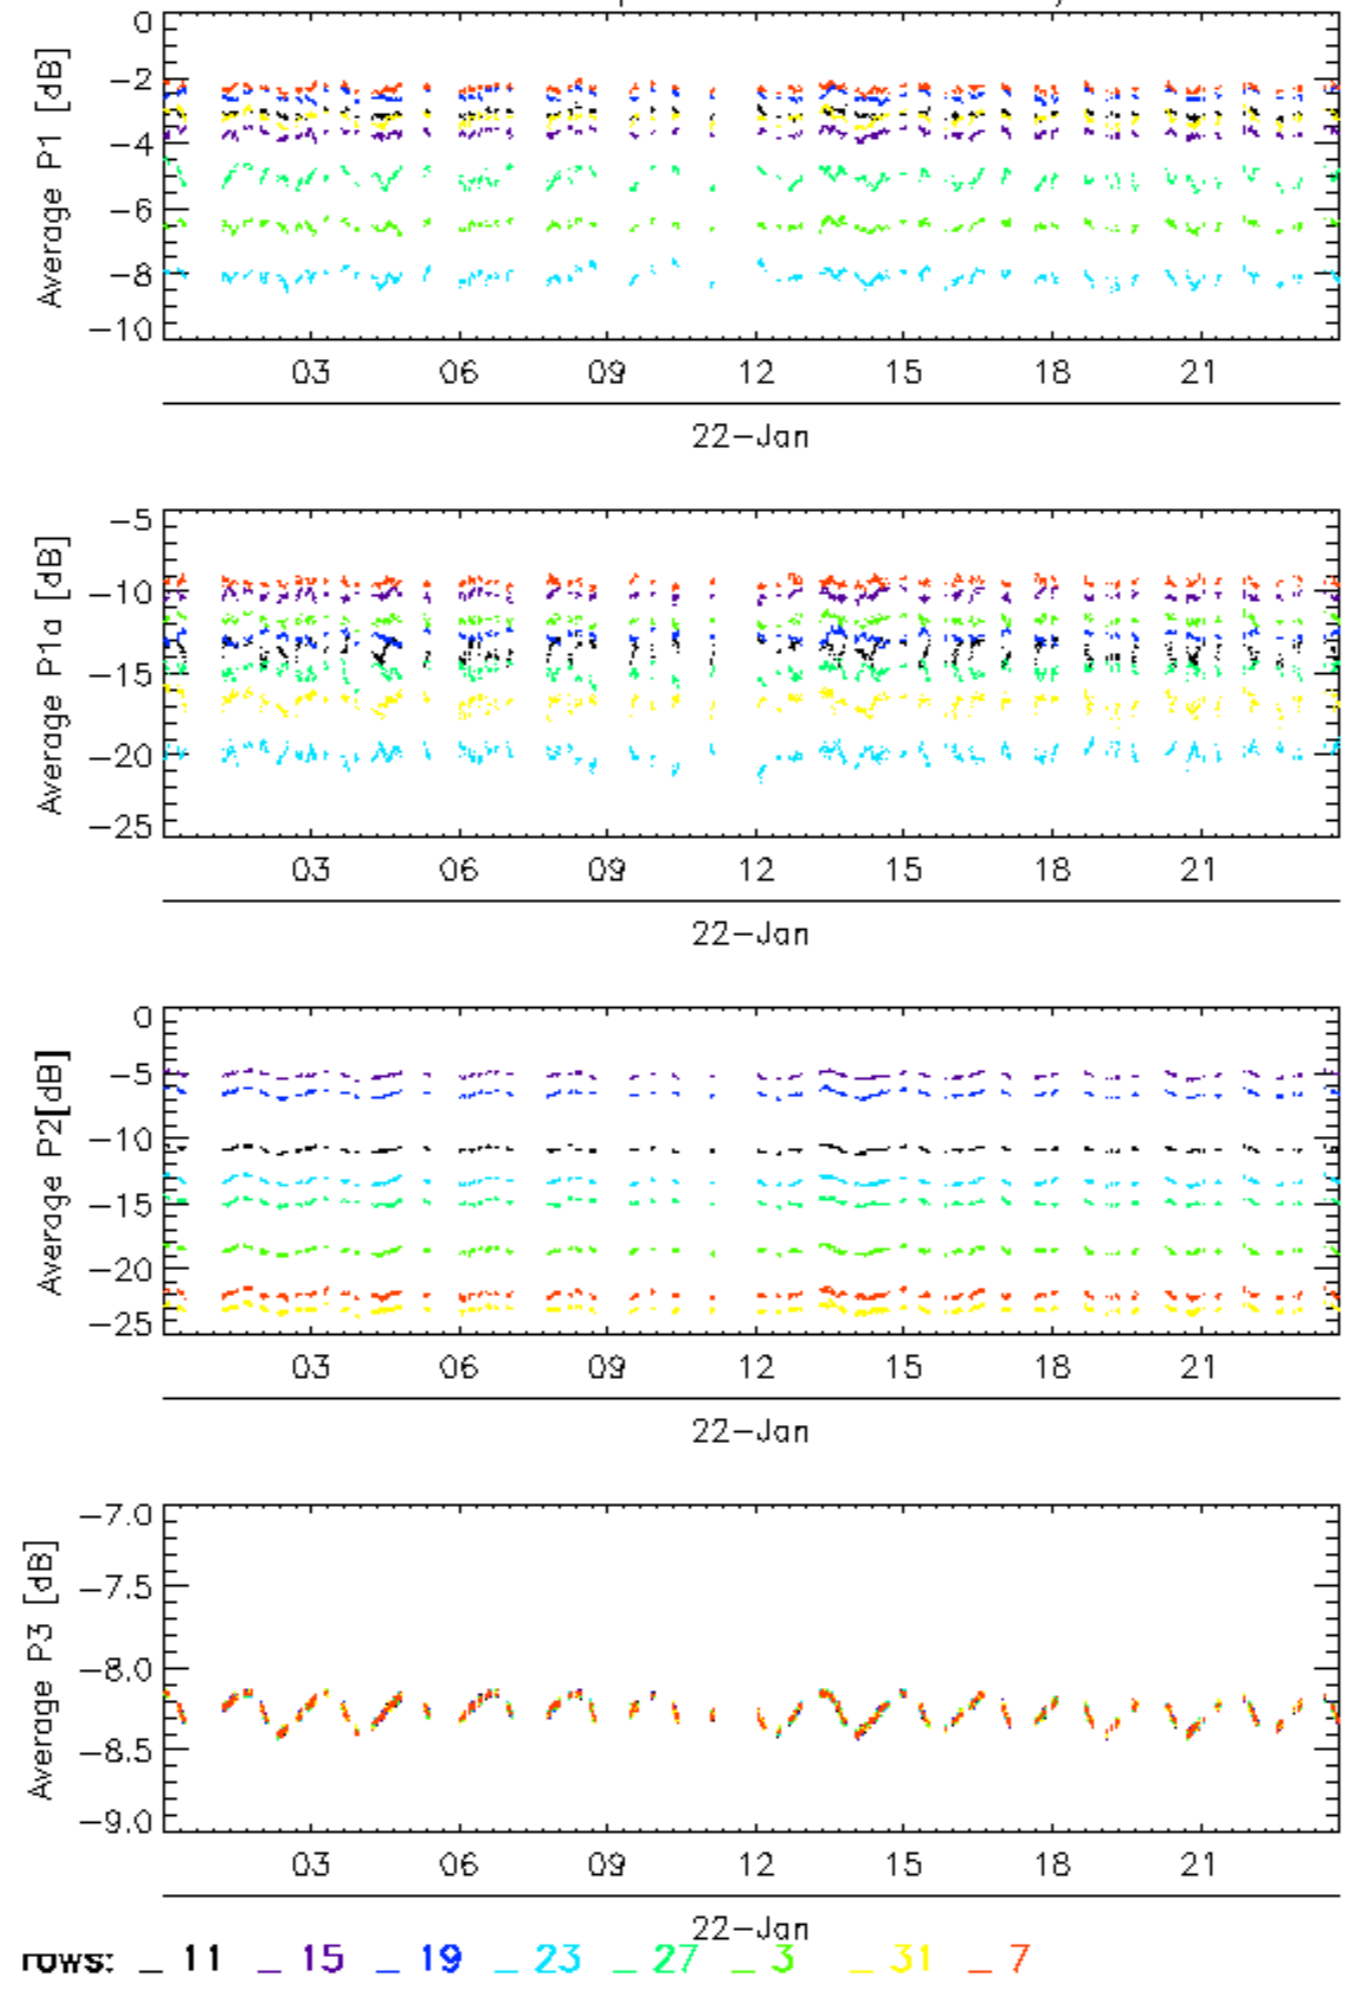 Average P1 [dB]
0
-2
-4
-6
-8
-10
03 06 09 12 15 18 21
22-Jan
Average P1a [dB]
-5
-10
-15
-20
-25
03 06 09 12 15 18 21
22-Jan
Average P2[dB]
0
-5
-10
-15
-20
-25
03 06 09 12 15 18 21
22-Jan
Average P3 [dB]
-7.0
-7.5
-8.0
-8.5
-9.0
03 06 09 12 15 18 21
22-Jan
rows: _ 11 _ 15 _ 19 _ 23 _ 27 _ 3 _ 31 _ 7